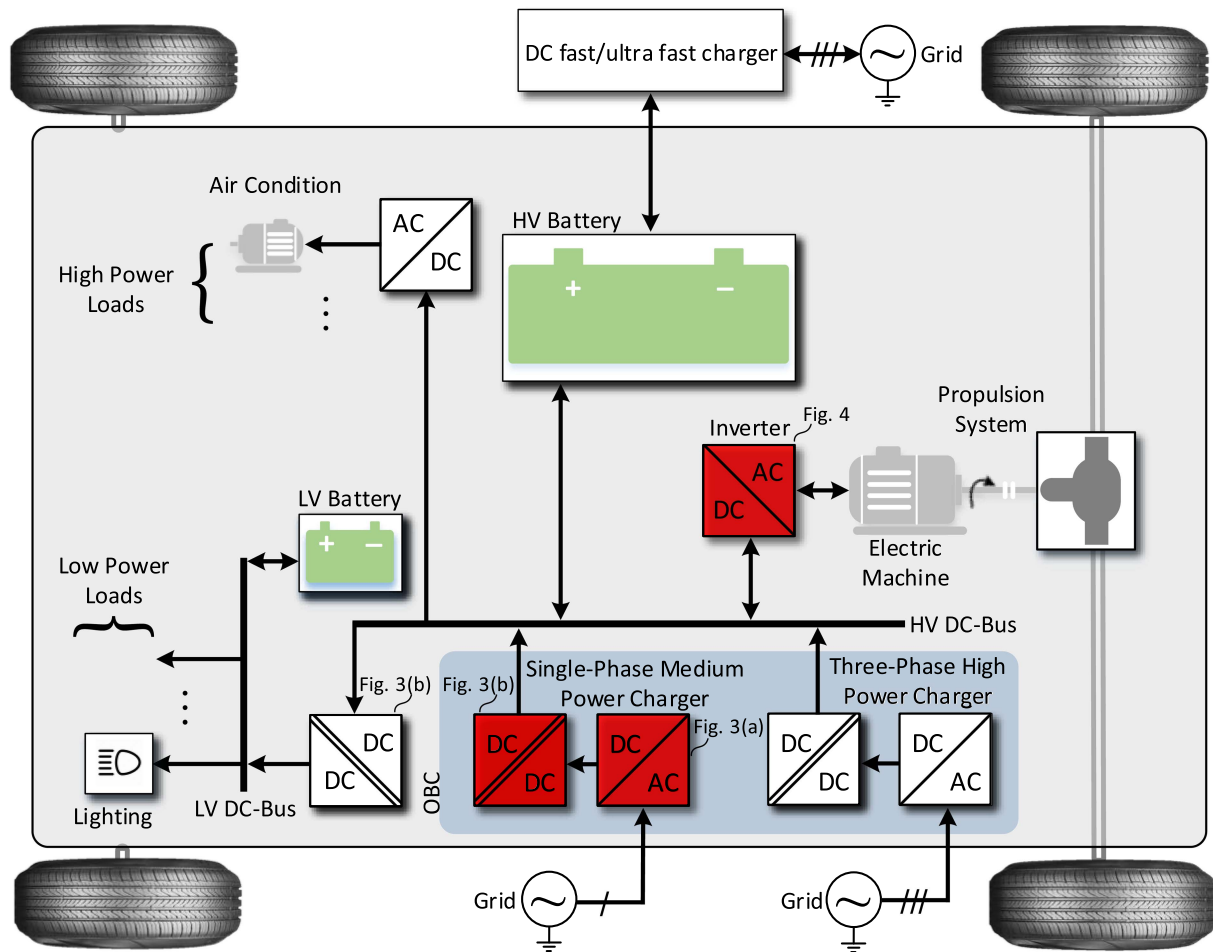 DC fast/ultra fast charger
Grid
Air Condition
AC
DC
High Power
Loads
HV Battery
+
−
Propulsion
System
Fig. 4
Inverter
AC
DC
Electric
Machine
LV Battery
+
−
Low Power
Loads
HV DC-Bus
Fig. 3(b)
Fig. 3(b)
Single-Phase Medium
Power Charger
Three-Phase High
Power Charger
Fig. 3(a)
DC
DC
DC
DC
DC
AC
DC
DC
DC
AC
OBC
Lighting
LV DC-Bus
Grid
Grid